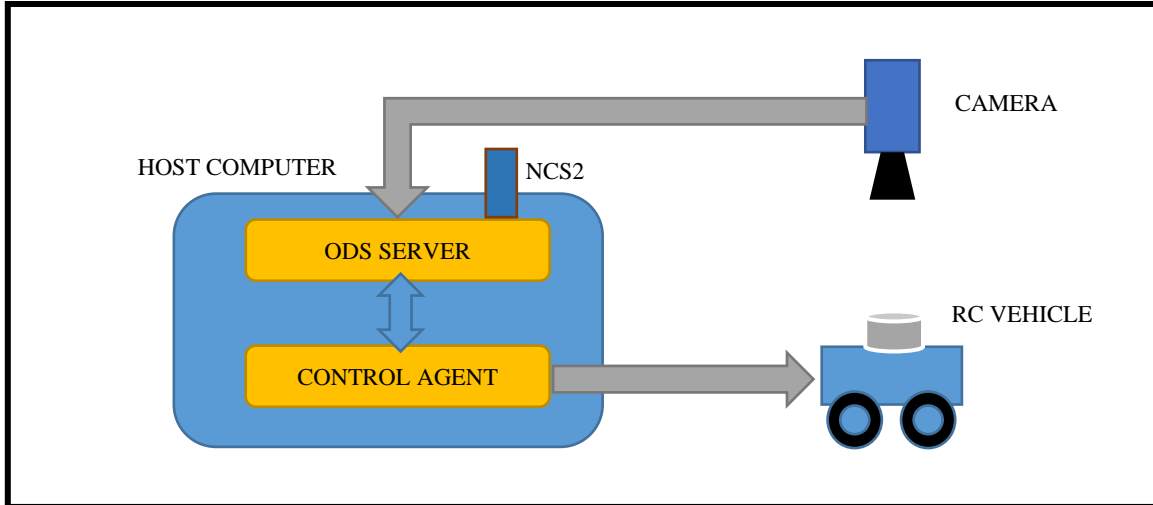 CAMERA
HOST COMPUTER
NCS2
ODS SERVER
RC VEHICLE
CONTROL AGENT